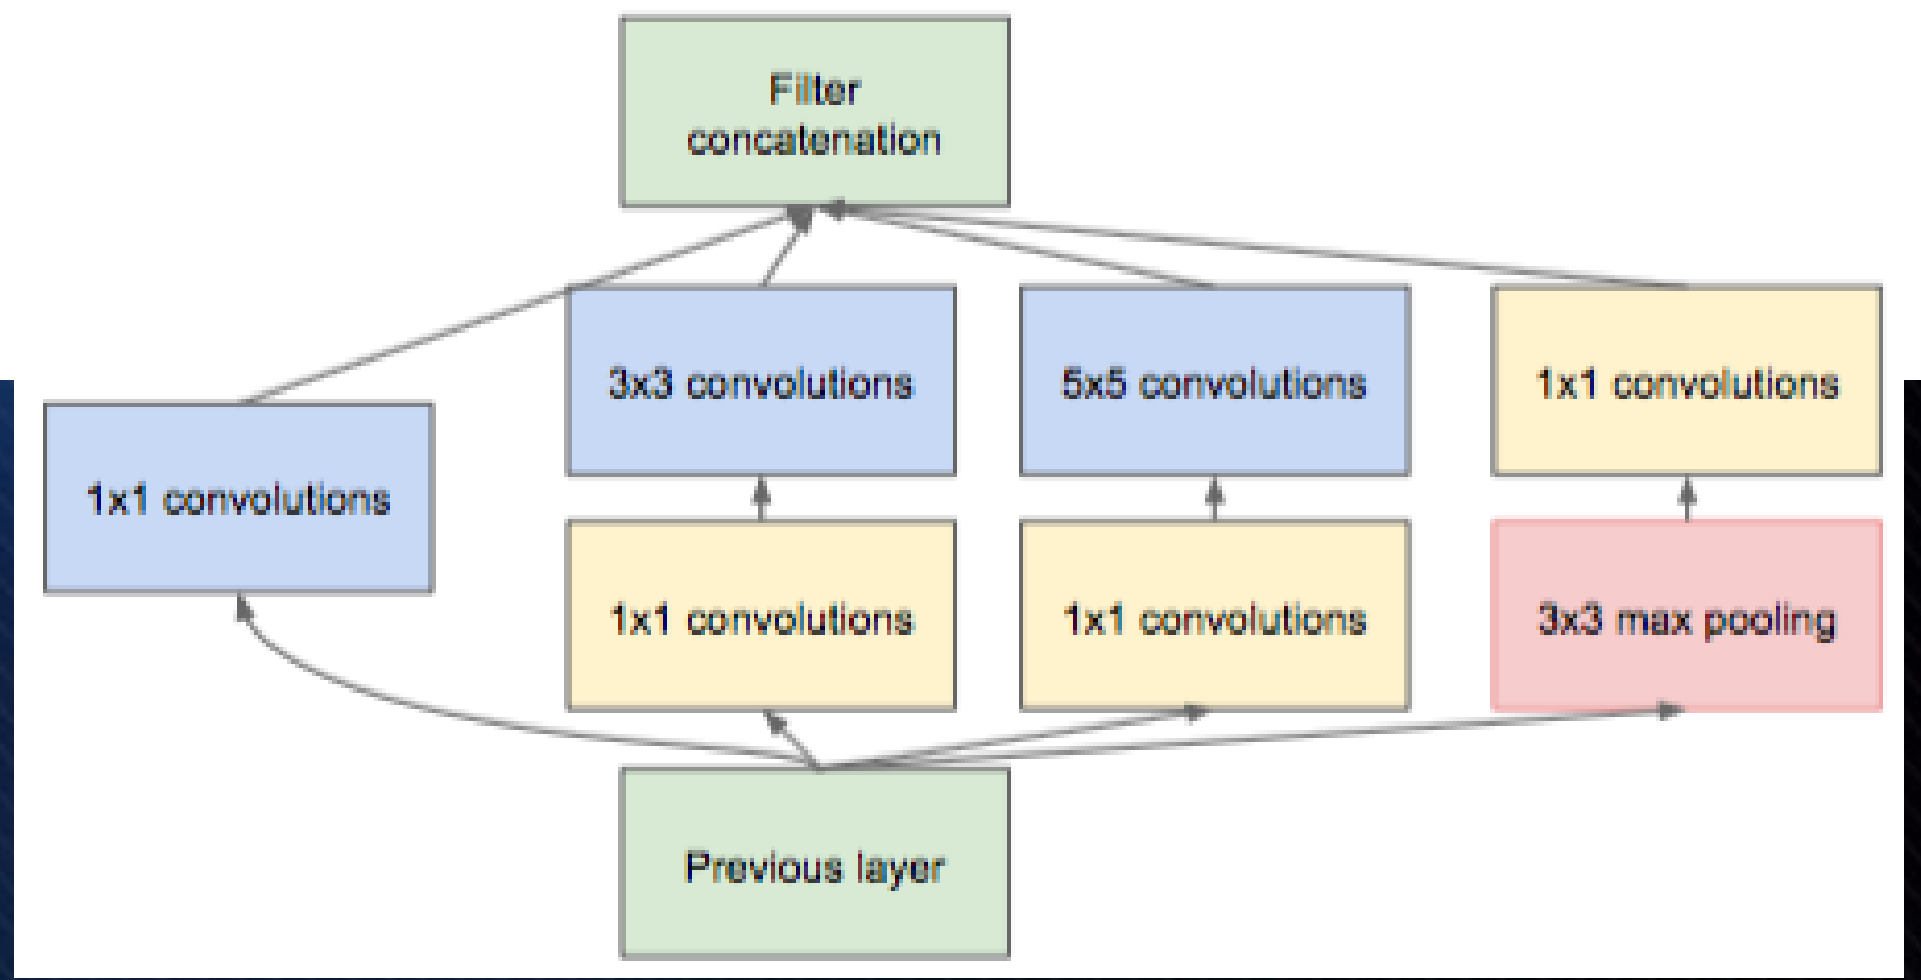 Filter
concatenation
3x3 convolutions
5x5 convolutions
1x1 convolutions
1x1 convolutions
1x1 convolutions
1x1 convolutions
3x3 max pooling
Previous layer